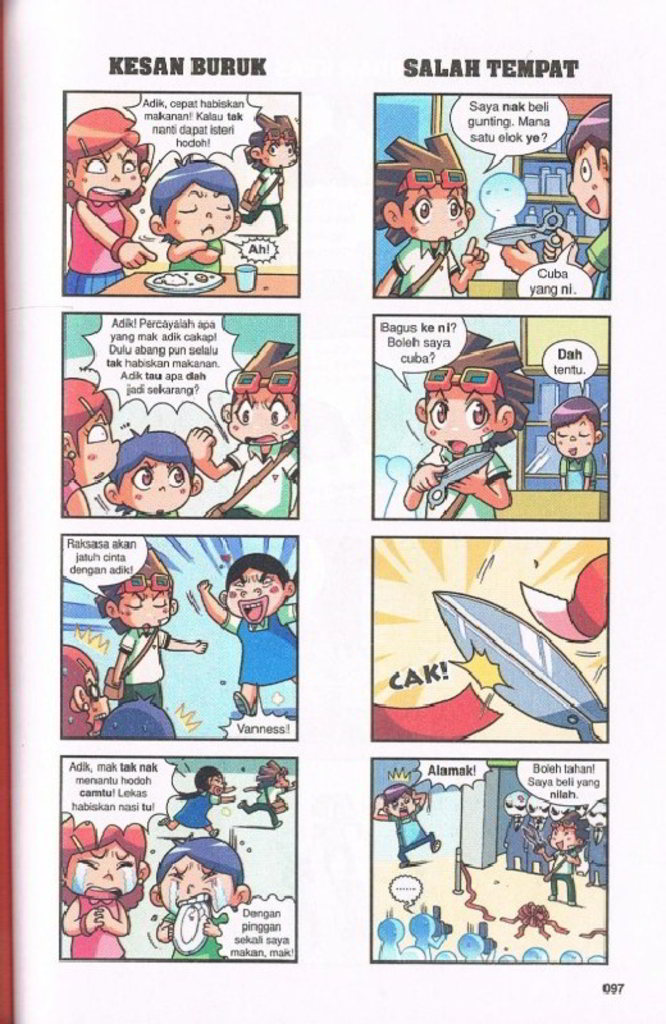 KESAN BURUK
Adik, cepat habiskan
makanan! Kalau tak
nanti dapat isteri
hodoh!
Ah!
Adik! Percayalah apa
yang mak adik cakap!
Dulu abang pun selalu
tak habiskan makanan.
Adik tau apa dah
jadi sekarang?
Raksasa akan
jatuh cinta
dengan adik!
Vanness!
Adik, mak tak nak
menantu hodoh
camtu! Lekas
habiskan nasi tu!
Dengan
pinggan
sekali saya
makan, mak!
SALAH TEMPAT
Saya nak beli
gunting. Mana
satu elok ye?
Cuba
yang ni.
Bagus ke ni?
Boleh saya
cuba?
Dah
tentu.
CAK!
Alamak!
Boleh tahan!
Saya beli yang
nilah.
......
097